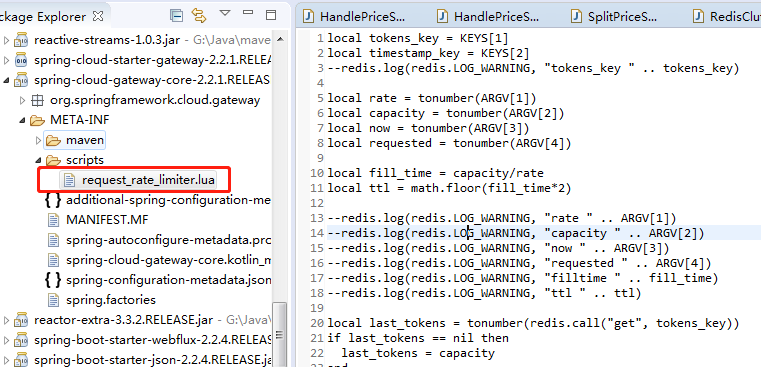 ackage Explorer
reactive-streams-1.0.3.jar - G:\Java\mave
spring-cloud-starter-gateway-2.2.1.RELE
spring-cloud-gateway-core-2.2.1.RELEAS
org.springframework.cloud.gateway
META-INF
maven
scripts
request_rate_limiter.lua
additional-spring-configuration-me
MANIFEST.MF
spring-autoconfigure-metadata.pro
spring-cloud-gateway-core.kotlin_m
spring-configuration-metadata.json
spring.factories
reactor-extra-3.3.2.RELEASE.jar
spring-boot-starter-webflux-2.2.4.RELEA
spring-boot-starter-json-2.2.4.RELEASE.ja
HandlePriceS... HandlePriceS... SplitPriceS... RedisClut
1 local tokens_key = KEYS[1]
2 local timestamp_key = KEYS[2]
3 --redis.log(redis.LOG_WARNING, "tokens_key " .. tokens_key)
4
5 local rate = tonumber(ARGV[1])
6 local capacity = tonumber(ARGV[2])
7 local now = tonumber(ARGV[3])
8 local requested = tonumber(ARGV[4])
9
10 local fill_time = capacity/rate
11 local ttl = math.floor(fill_time*2)
12
13 --redis.log(redis.LOG_WARNING, "rate " .. ARGV[1])
14 --redis.log(redis.LOG_WARNING, "capacity " .. ARGV[2])
15 --redis.log(redis.LOG_WARNING, "now " .. ARGV[3])
16 --redis.log(redis.LOG_WARNING, "requested " .. ARGV[4])
17 --redis.log(redis.LOG_WARNING, "filltime " .. fill_time)
18 --redis.log(redis.LOG_WARNING, "ttl " .. ttl)
19
20 local last_tokens = tonumber(redis.call("get", tokens_key))
21 if last_tokens == nil then
22 last_tokens = capacity